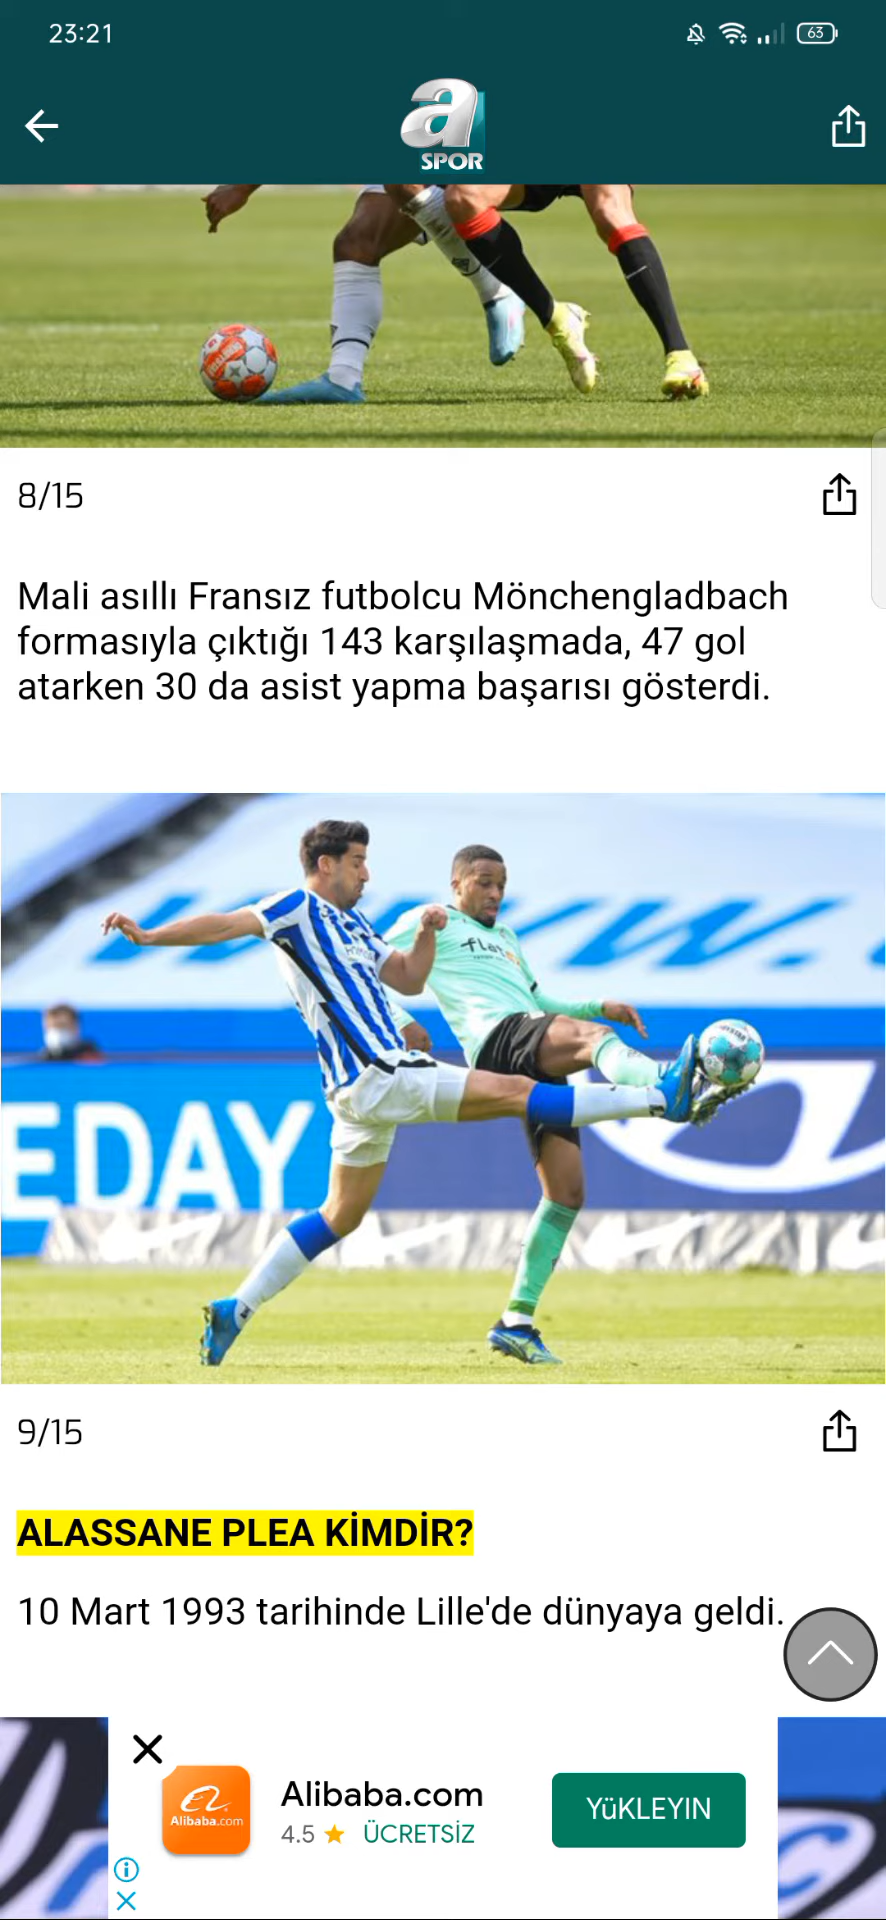 23:21
63
a
SPOR
8/15
Mali asıllı Fransız futbolcu Mönchengladbach
formasıyla çıktığı 143 karşılaşmada, 47 gol
atarken 30 da asist yapma başarısı gösterdi.
WW.
flatex
EDAY
9/15
ALASSANE PLEA KİMDİR?
10 Mart 1993 tarihinde Lille'de dünyaya geldi.
Alibaba.com
Alibaba.com
4.5 ★ ÜCRETSİZ
YüKLEYIN